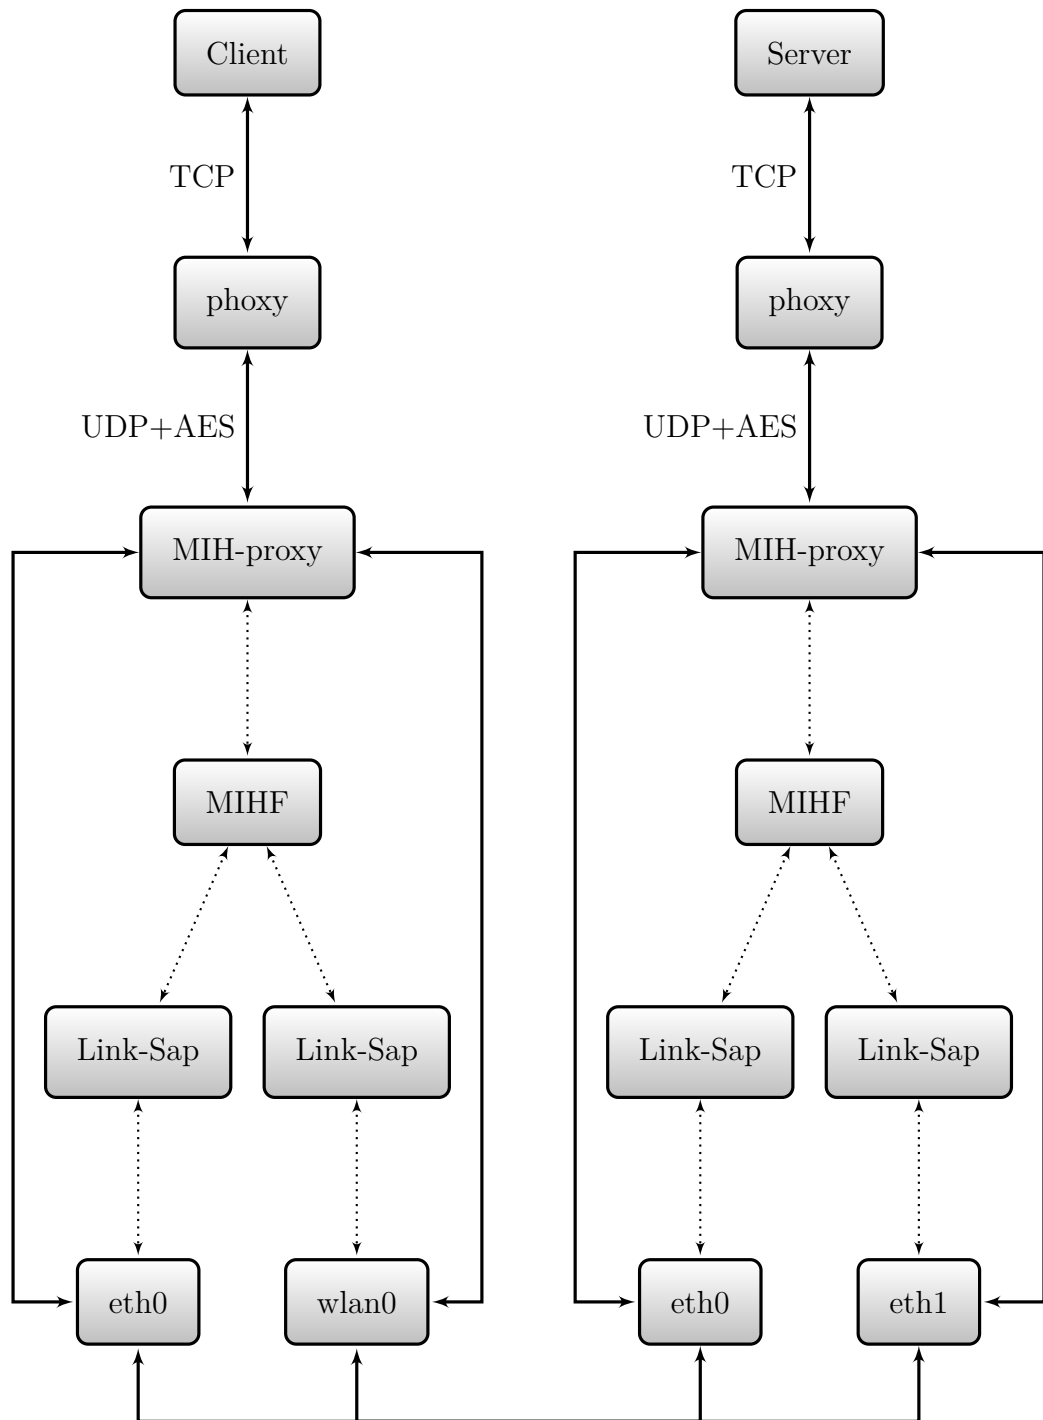 Client
Server
TCP
TCP
phoxy
phoxy
UDP+AES
UDP+AES
MIH-proxy
MIH-proxy
MIHF
MIHF
Link-Sap
Link-Sap
Link-Sap
Link-Sap
eth0
wlan0
eth0
eth1